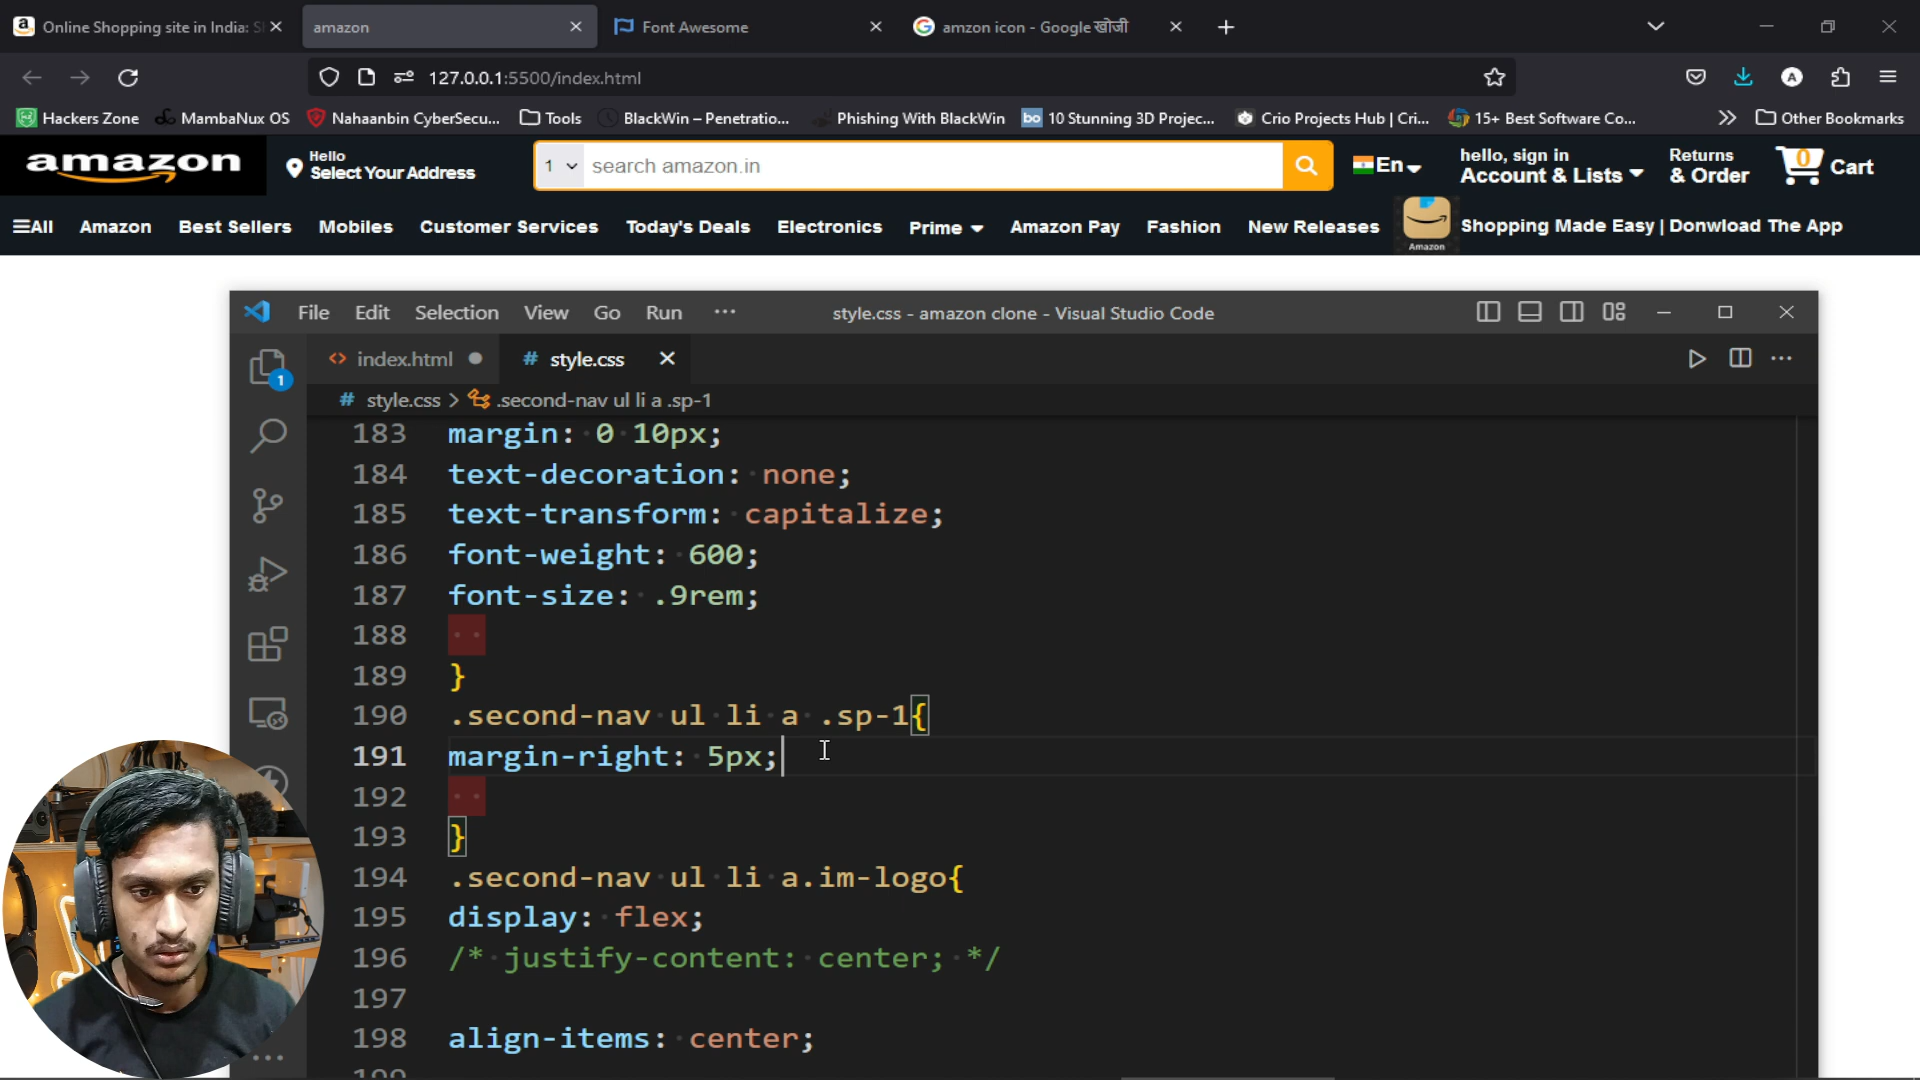 Online Shopping site in India: S
amazon
Font Awesome
amzon icon - Google खोजी
127.0.0.1:5500/index.html
Hackers Zone
MambaNux OS
Nahaanbin CyberSecu...
Tools
BlackWin – Penetratio...
Phishing With BlackWin
10 Stunning 3D Projec...
Crio Projects Hub | Cri...
15+ Best Software Co...
Other Bookmarks
amazon
Hello
Select Your Address
1
search amazon.in
En
hello, sign in
Account & Lists
Returns
& Order
0
Cart
All
Amazon
Best Sellers
Mobiles
Customer Services
Today's Deals
Electronics
Prime
Amazon Pay
Fashion
New Releases
Amazon
Shopping Made Easy | Donwload The App
File
Edit
Selection
View
Go
Run
style.css - amazon clone - Visual Studio Code
index.html
# style.css
1
# style.css > .second-nav ul li a .sp-1
183 margin: 0 10px;
184 text-decoration: none;
185 text-transform: capitalize;
186 font-weight: 600;
187 font-size: .9rem;
188
189 }
190 .second-nav ul li a .sp-1{
191 margin-right: 5px;
192
193 }
194 .second-nav ul li a.im-logo{
195 display: flex;
196 /* justify-content: center; */
197
198 align-items: center;
199